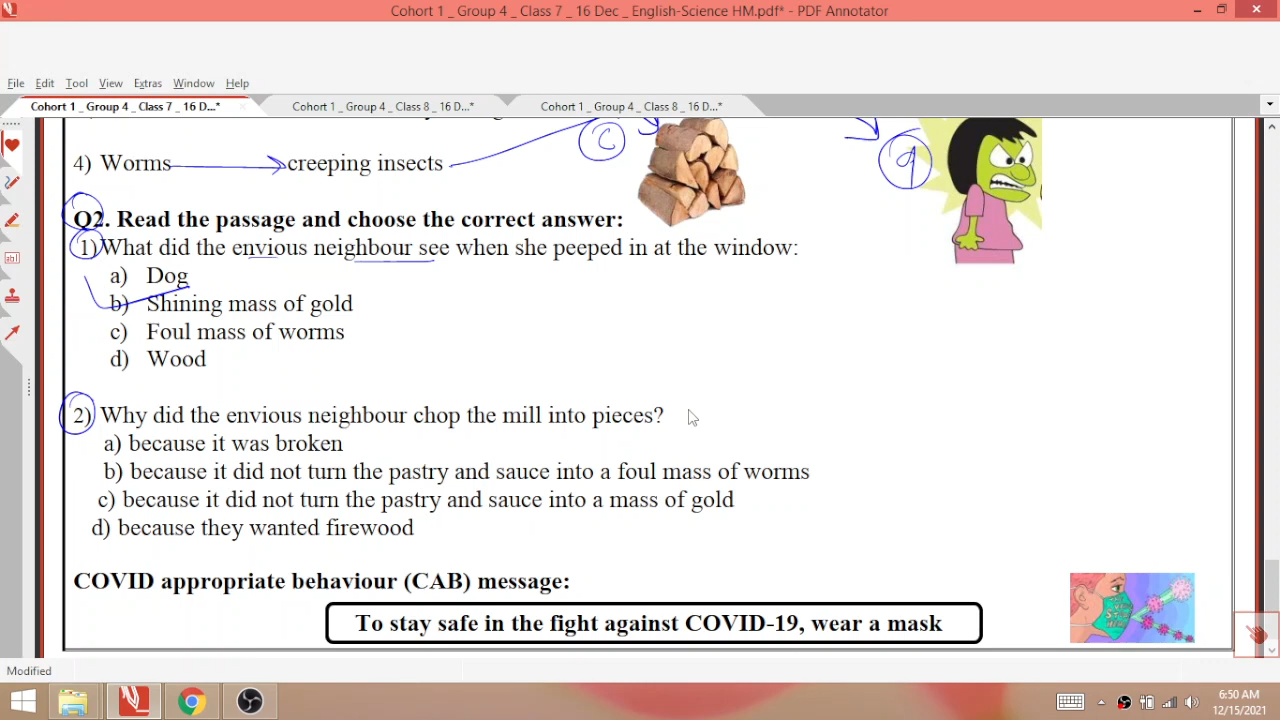 Cohort 1 _ Group 4 _ Class 7 _ 16 Dec _ English-Science HM.pdf* - PDF Annotator
File Edit Tool View Extras Window Help
Cohort 1 _ Group 4 _ Class 7 _ 16 D...* Cohort 1 _ Group 4 _ Class 8 _ 16 D...* Cohort 1 _ Group 4 _ Class 8 _ 16 D...*
c
4) Worms creeping insects
Q2. Read the passage and choose the correct answer:
1) What did the envious neighbour see when she peeped in at the window:
a) Dog
b) Shining mass of gold
c) Foul mass of worms
d) Wood
2) Why did the envious neighbour chop the mill into pieces?
a) because it was broken
b) because it did not turn the pastry and sauce into a foul mass of worms
c) because it did not turn the pastry and sauce into a mass of gold
d) because they wanted firewood
COVID appropriate behaviour (CAB) message:
To stay safe in the fight against COVID-19, wear a mask
Modified
6:50 AM
12/15/2021